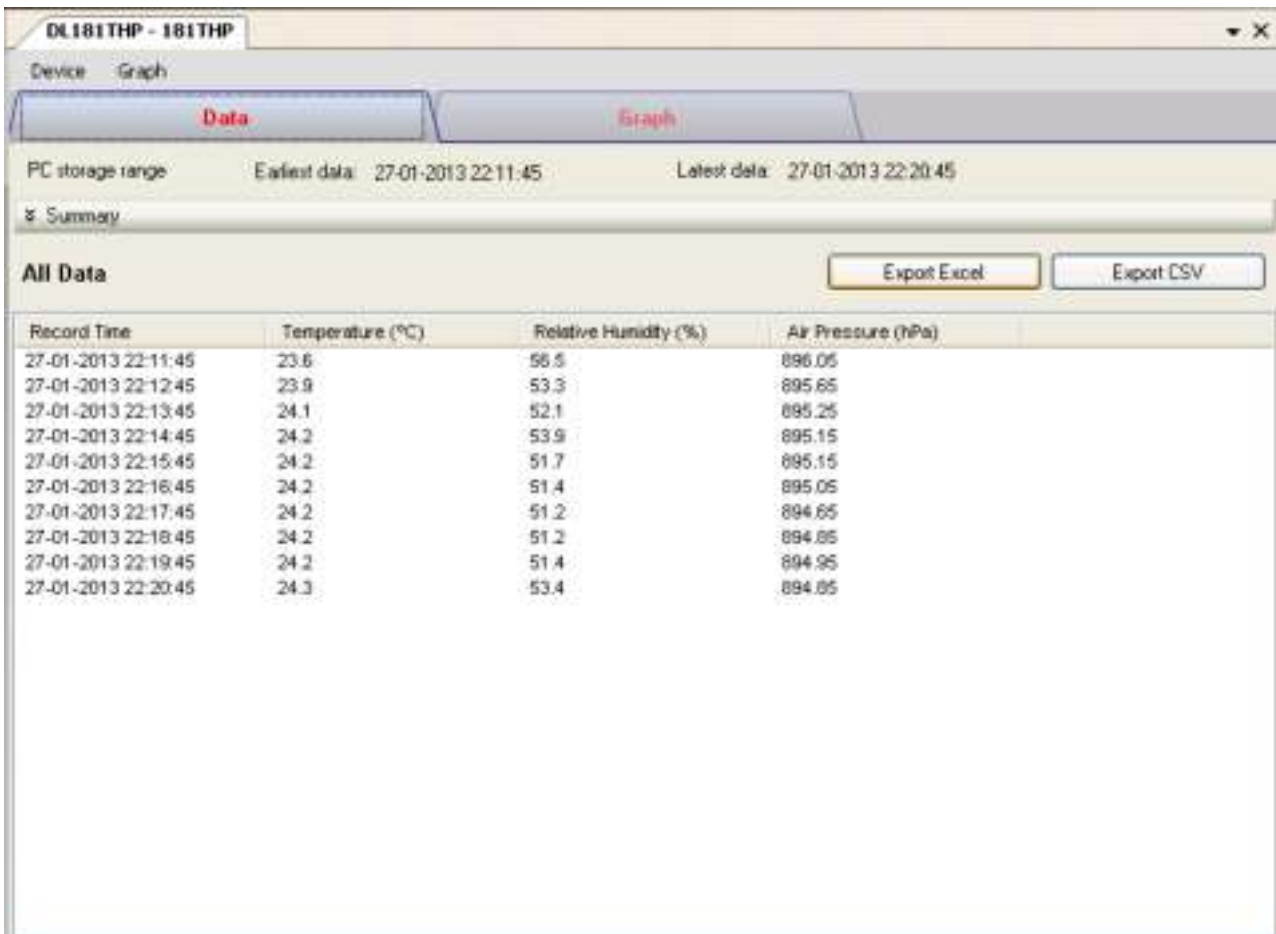 DL181THP - 181THP
Device Graph
Data Graph
PC storage range Earliest data: 27-01-2013 22:11:45 Latest data: 27-01-2013 22:20:45
Summary
All Data Export Excel Export CSV
Record Time Temperature (°C) Relative Humidity (%) Air Pressure (hPa)
27-01-2013 22:11:45 23.6 56.5 896.05
27-01-2013 22:12:45 23.9 53.3 895.65
27-01-2013 22:13:45 24.1 52.1 895.25
27-01-2013 22:14:45 24.2 53.9 895.15
27-01-2013 22:15:45 24.2 51.7 895.15
27-01-2013 22:16:45 24.2 51.4 895.05
27-01-2013 22:17:45 24.2 51.2 894.65
27-01-2013 22:18:45 24.2 51.2 894.85
27-01-2013 22:19:45 24.2 51.4 894.95
27-01-2013 22:20:45 24.3 53.4 894.85